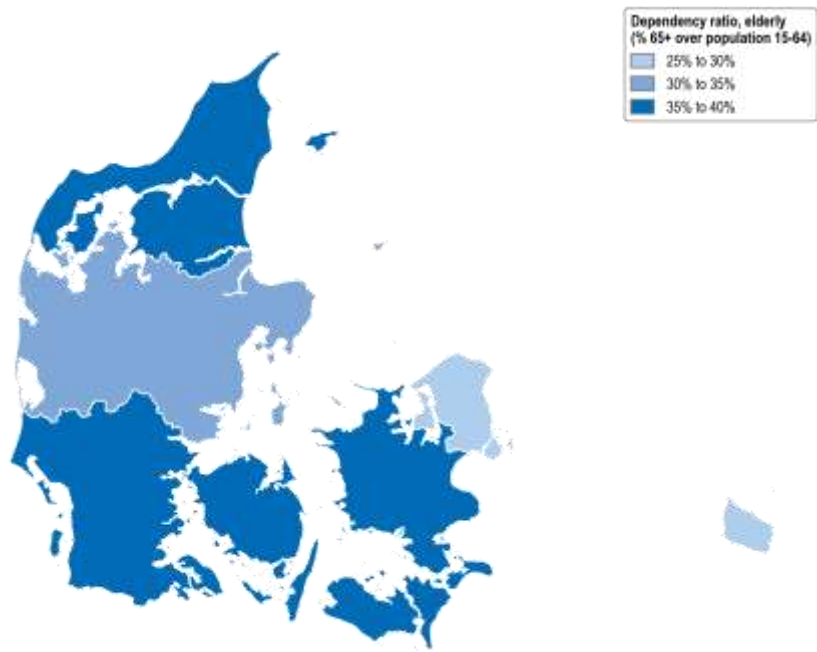 Dependency ratio, elderly
(% 65+ over population 15-64)
25% to 30%
30% to 35%
35% to 40%